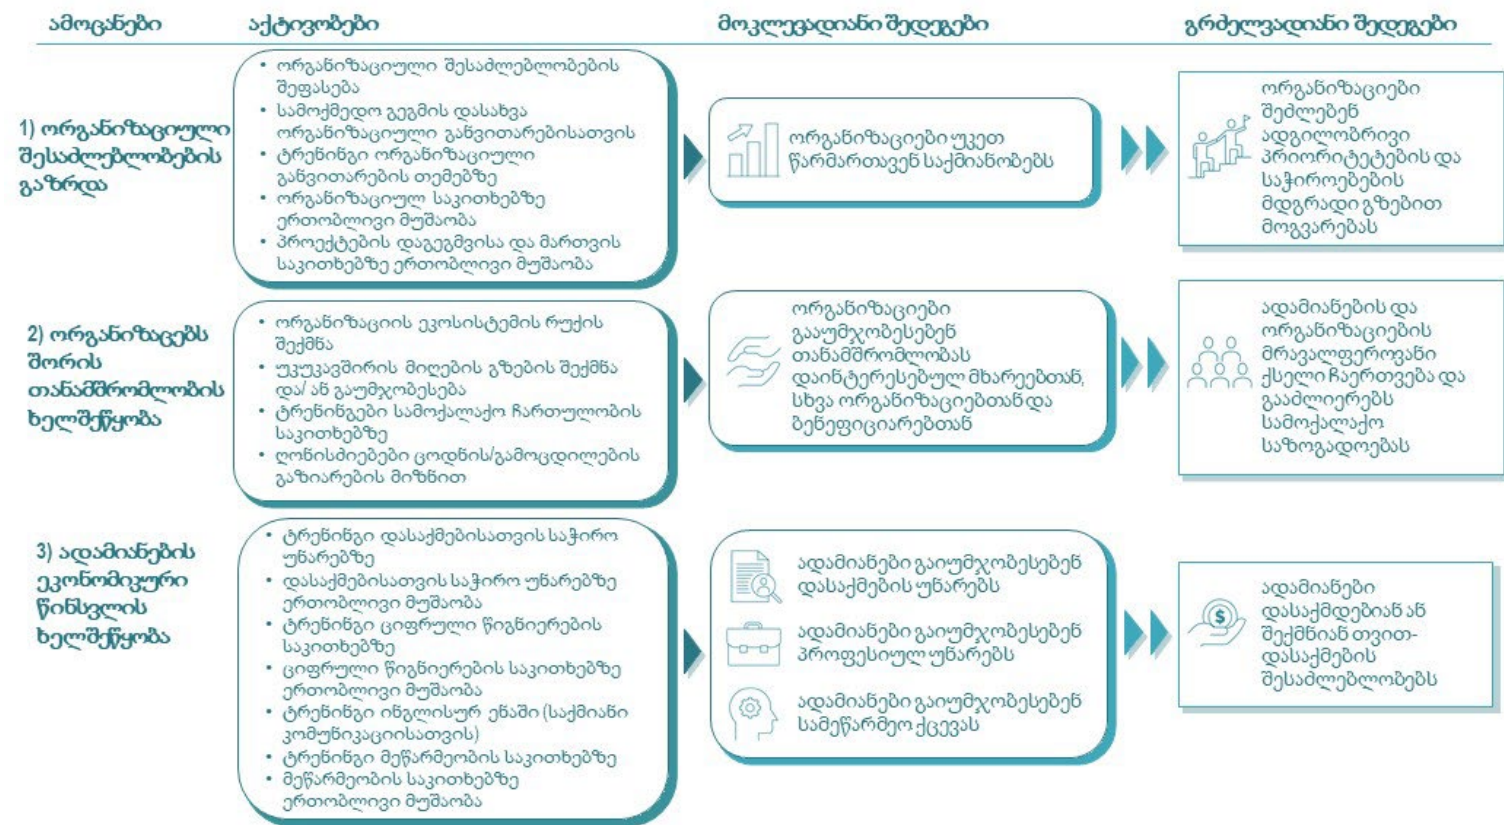 ამოცანები
აქტივობები
მოკლევადიანი შედეგები
გრძელვადიანი შედეგები
1) ორგანიზაციული
შესაძლებლობების
გაზრდა
• ორგანიზაციული შესაძლებლობების
შეფასება
• სამოქმედო გეგმის დასახვა
ორგანიზაციული განვითარებისათვის
• ტრენინგი ორგანიზაციული
განვითარების თემებზე
• ორგანიზაციულ საკითხებზე
ერთობლივი მუშაობა
• პროექტების დაგეგმვისა და მართვის
საკითხებზე ერთობლივი მუშაობა
ორგანიზაციები უკეთ
წარმართავენ საქმიანობებს
ორგანიზაციები
შეძლებენ
ადგილობრივი
პრიორიტეტების და
საჭიროებების
მდგრადი გზებით
მოგვარებას
2) ორგანიზაცებს
შორის
თანამშრომლობის
ხელშეწყობა
• ორგანიზაციის ეკოსისტემის რუქის
შექმნა
• უკუკავშირის მიღების გზების შექმნა
და/ ან გაუმჯობესება
• ტრენინგები სამოქალაქო ჩართულობის
საკითხებზე
• ღონისძიებები ცოდნის/გამოცდილების
გაზიარების მიზნით
ორგანიზაციები
გააუმჯობესებენ
თანამშრომლობას
დაინტერესებულ მხარეებთან,
სხვა ორგანიზაციებთან და
ბენეფიციარებთან
ადამიანების და
ორგანიზაციების
მრავალფეროვანი
ქსელი ჩაერთვება და
გააძლიერებს
სამოქალაქო
საზოგადოებას
3) ადამიანების
ეკონომიკური
წინსვლის
ხელშეწყობა
• ტრენინგი დასაქმებისათვის საჭირო
უნარებზე
• დასაქმებისათვის საჭირო უნარებზე
ერთობლივი მუშაობა
• ტრენინგი ციფრული წიგნიერების
საკითხებზე
• ციფრული წიგნიერების საკითხებზე
ერთობლივი მუშაობა
• ტრენინგი ინგლისურ ენაში (საქმიანი
კომუნიკაციისათვის)
• ტრენინგი მეწარმეობის საკითხებზე
• მეწარმეობის საკითხებზე
ერთობლივი მუშაობა
ადამიანები გაიუმჯობესებენ
დასაქმების უნარებს
ადამიანები გაიუმჯობესებენ
პროფესიულ უნარებს
ადამიანები გაიუმჯობესებენ
სამეწარმეო ქცევას
$
ადამიანები
დასაქმდებიან ან
შექმნიან თვით-
დასაქმების
შესაძლებლობებს